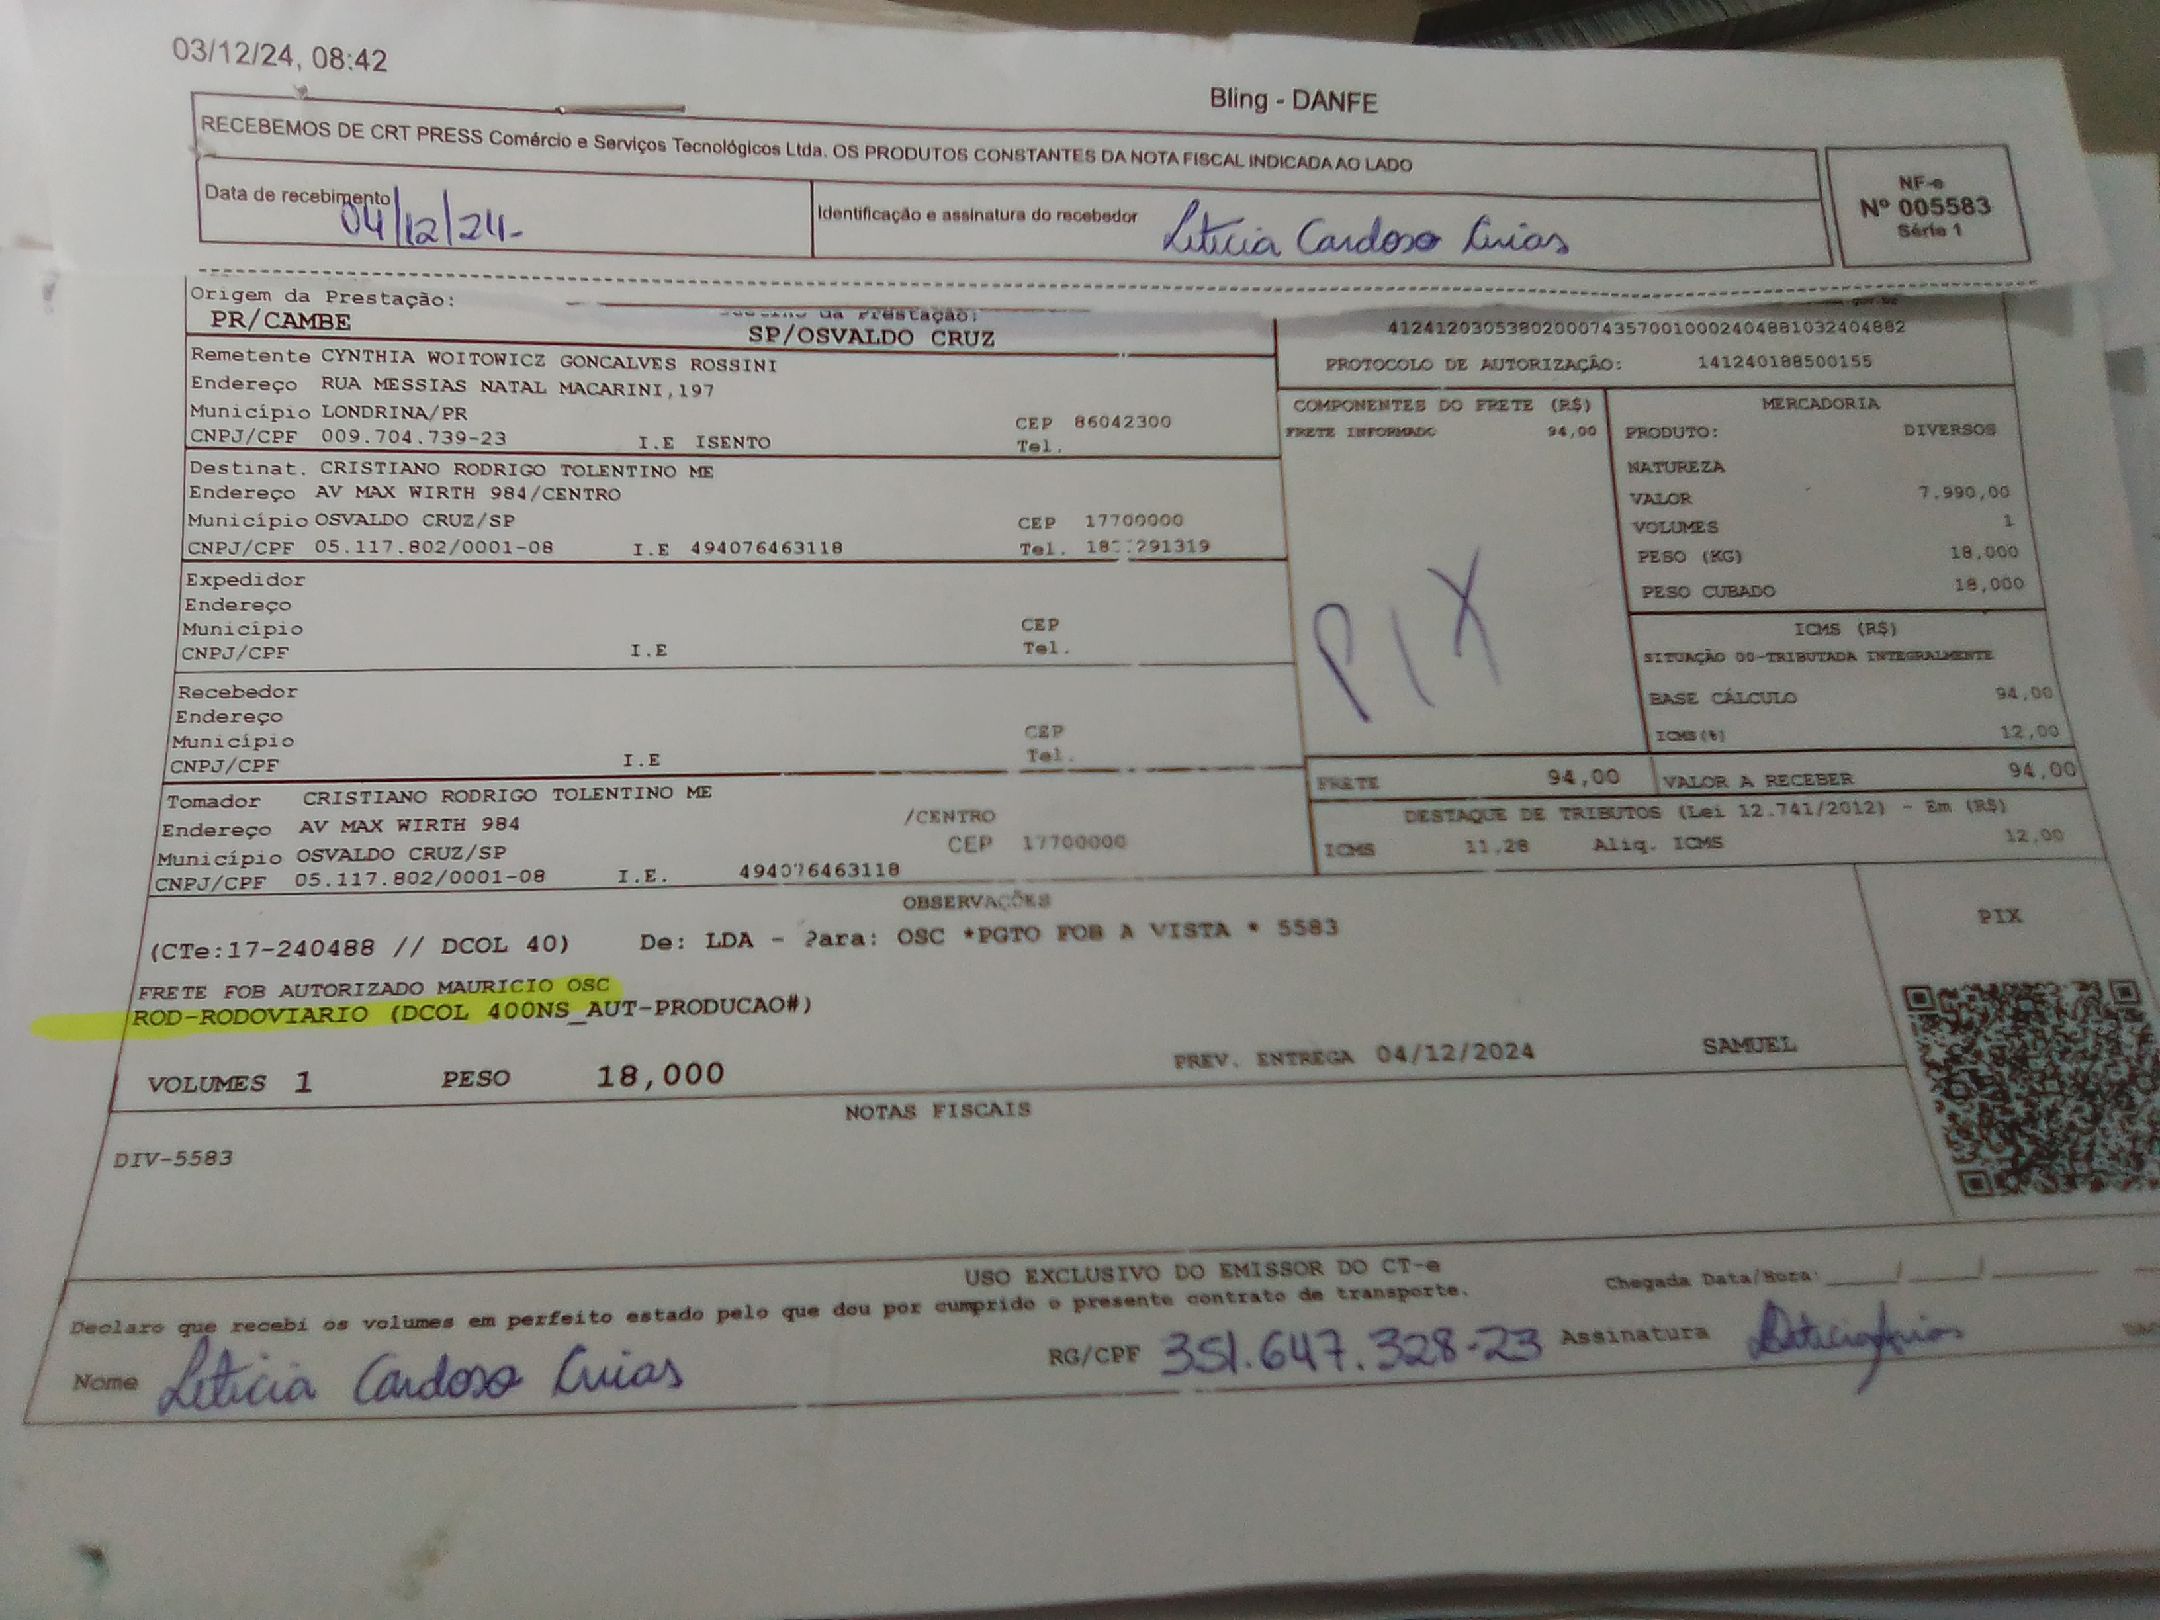 03/12/24, 08:42
Bling - DANFE
RECEBEMOS DE CRT PRESS Comércio e Serviços Tecnológicos Ltda. OS PRODUTOS CONSTANTES DA NOTA FISCAL INDICADA AO LADO
NF-e
Nº 005583
Série 1
Data de recebimento 04/12/24-
Identificação e assinatura do recebedor Leticia Cardoso
Origem da Prestação:
PR/CAMBE
da Prestação:
SP/OSVALDO CRUZ
41241203053802000743570010002404881032404882
PROTOCOLO DE AUTORIZAÇÃO: 141240188500155
Remetente CYNTHIA WOITOWICZ GONCALVES ROSSINI
Endereço RUA MESSIAS NATAL MACARINI,197
Município LONDRINA/PR CEP 86042300
CNPJ/CPF 009.704.739-23 I.E ISENTO Tel.
Destinat. CRISTIANO RODRIGO TOLENTINO ME
Endereço AV MAX WIRTH 984/CENTRO
Município OSVALDO CRUZ/SP CEP 17700000
CNPJ/CPF 05.117.802/0001-08 I.E 494076463118 Tel.
Expedidor
Endereço
Município CEP
CNPJ/CPF I.E Tel.
Recebedor
Endereço
Município CEP
CNPJ/CPF I.E Tel.
Tomador CRISTIANO RODRIGO TOLENTINO ME
Endereço AV MAX WIRTH 984 /CENTRO
Município OSVALDO CRUZ/SP CEP 17700000
CNPJ/CPF 05.117.802/0001-08 I.E. 494076463118
COMPONENTES DO FRETE (R$)
FRETE INFORMADO 94,00
PIX
MERCADORIA
PRODUTO: DIVERSOS
NATUREZA
VALOR 7.990,00
VOLUMES 1
PESO (KG) 18,000
PESO CUBADO 18,000
ICMS (R$)
SITUAÇÃO 00-TRIBUTADA INTEGRALMENTE
BASE CÁLCULO 94,00
ICMS(%) 12,00
FRETE 94,00 VALOR A RECEBER 94,00
DESTAQUE DE TRIBUTOS (Lei 12.741/2012) - Em (R$)
ICMS 11,28 Aliq. ICMS 12,00
OBSERVAÇÕES
(CTe:17-240488 // DCOL 40) De: LDA - Para: OSC *PGTO FOB A VISTA * 5583
FRETE FOB AUTORIZADO MAURICIO OSC
ROD-RODOVIARIO (DCOL 400NS_AUT-PRODUCAO#)
VOLUMES 1 PESO 18,000 PREV. ENTREGA 04/12/2024 SAMUEL
PIX
NOTAS FISCAIS
DIV-5583
USO EXCLUSIVO DO EMISSOR DO CT-e
Declaro que recebi os volumes em perfeito estado pelo que dou por cumprido o presente contrato de transporte.
Chegada Data/Hora: ____/____/______
Nome Leticia Cardoso
RG/CPF 351.647.328-23 Assinatura